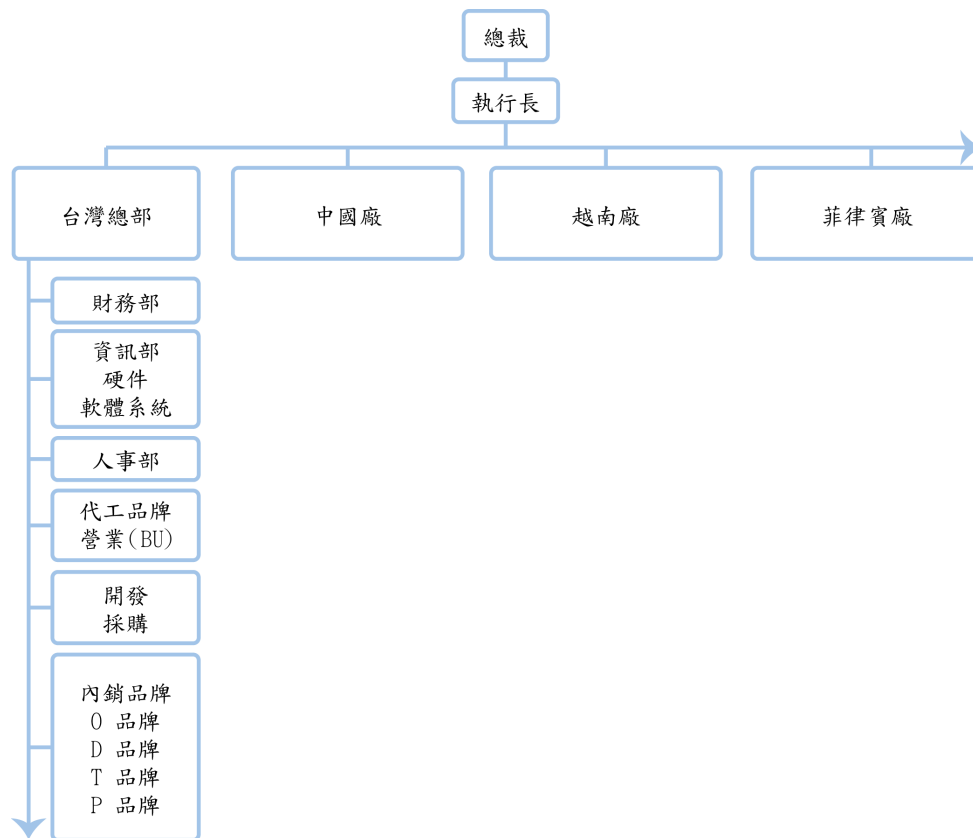 總裁
執行長
台灣總部
中國廠
越南廠
菲律賓廠
財務部
資訊部
硬件
軟體系統
人事部
代工品牌
營業(BU)
開發
採購
內銷品牌
O 品牌
D 品牌
T 品牌
P 品牌